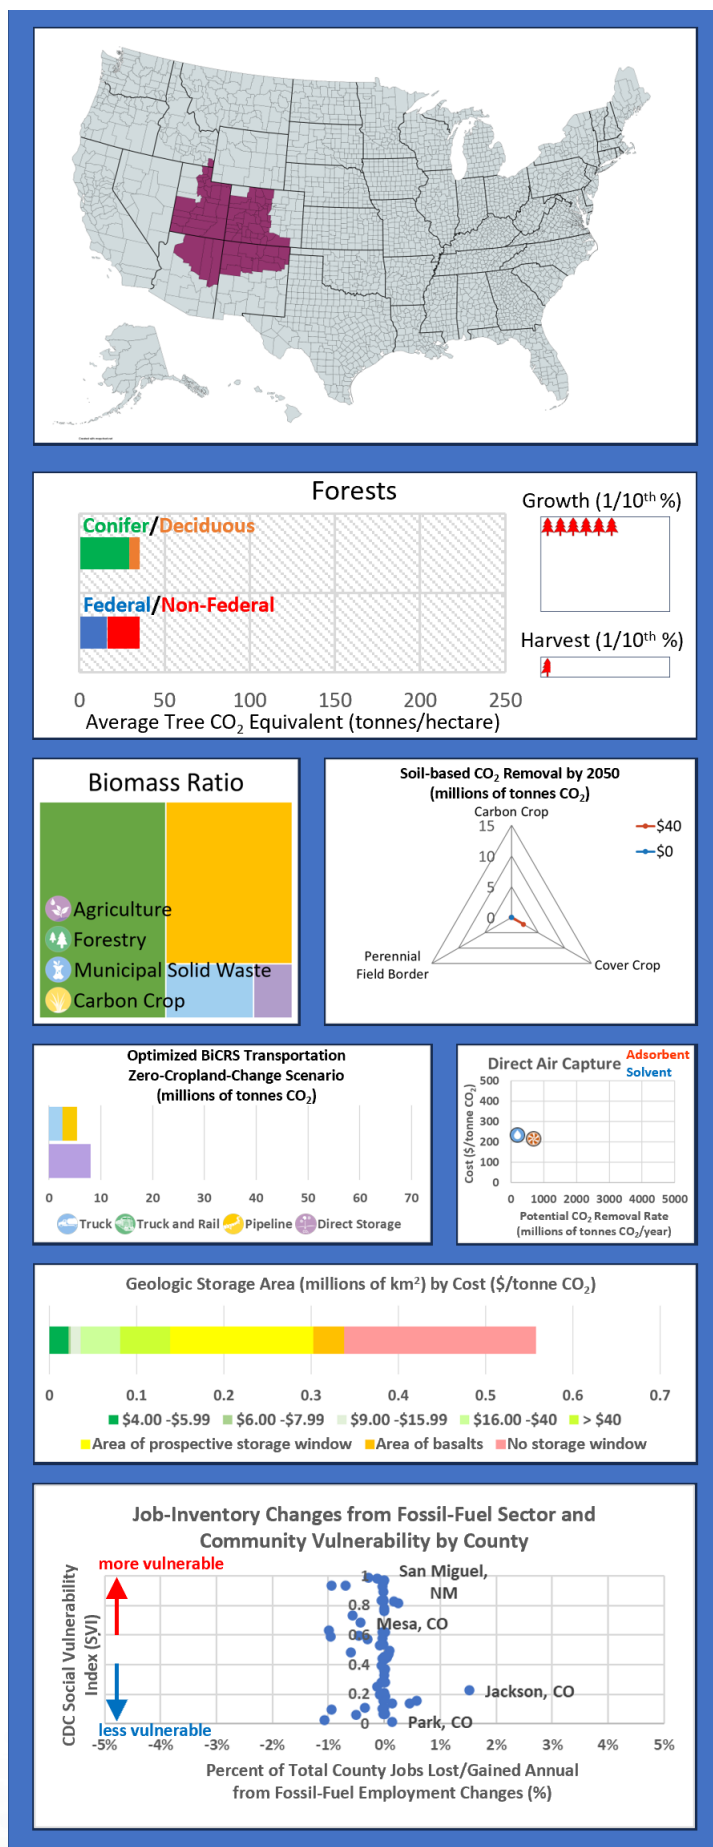 Forests
Growth (1/10th %)
Conifer/Deciduous
Federal/Non-Federal
Harvest (1/10th %)
0 50 100 150 200 250
Average Tree CO2 Equivalent (tonnes/hectare)
Biomass Ratio
Agriculture
Forestry
Municipal Solid Waste
Carbon Crop
Soil-based CO2 Removal by 2050
(millions of tonnes CO2)
Carbon Crop
15
10
5
0
$40
$0
Perennial
Field Border
Cover Crop
Optimized BiCRS Transportation
Zero-Cropland-Change Scenario
(millions of tonnes CO2)
0 10 20 30 40 50 60 70
Truck Truck and Rail Pipeline Direct Storage
Direct Air Capture
Adsorbent
Solvent
Cost ($/tonne CO2)
500
400
300
200
100
0
0 1000 2000 3000 4000 5000
Potential CO2 Removal Rate
(millions of tonnes CO2/year)
Geologic Storage Area (millions of km2) by Cost ($/tonne CO2)
0 0.1 0.2 0.3 0.4 0.5 0.6 0.7
$4.00 -$5.99 $6.00 -$7.99 $9.00 -$15.99 $16.00 -$40 > $40
Area of prospective storage window Area of basalts No storage window
Job-Inventory Changes from Fossil-Fuel Sector and
Community Vulnerability by County
more vulnerable
CDC Social Vulnerability
Index (SVI)
1
0.8
0.6
0.4
0.2
0
San Miguel,
NM
Mesa, CO
Jackson, CO
Park, CO
less vulnerable
-5% -4% -3% -2% -1% 0% 1% 2% 3% 4% 5%
Percent of Total County Jobs Lost/Gained Annual
from Fossil-Fuel Employment Changes (%)